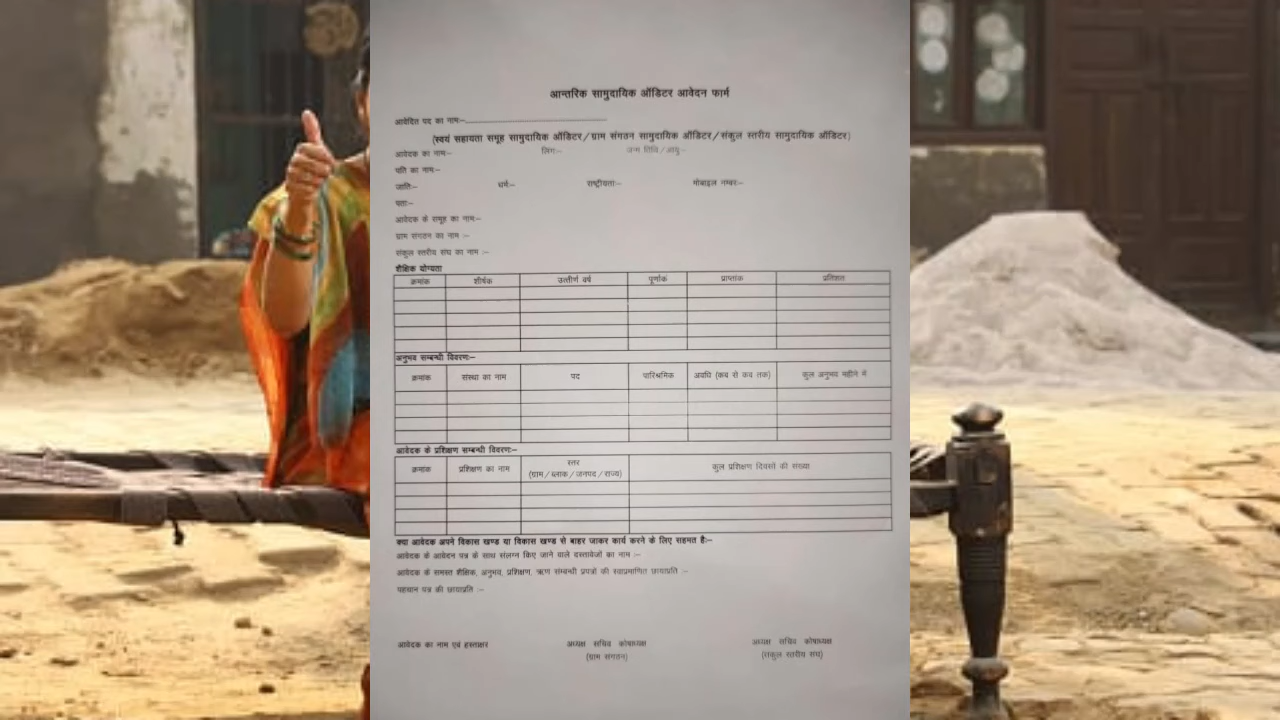 आन्तरिक सामुदायिक ऑडिटर आवेदन फार्म
आवेदित पद का नामः–
(स्वयं सहायता समूह सामुदायिक ऑडिटर/ग्राम संगठन सामुदायिक ऑडिटर/संकुल स्तरीय सामुदायिक ऑडिटर)
आवेदक का नामः– लिंगः– जन्म तिथि/आयुः–
पति का नामः–
जातिः– धर्मः– राष्ट्रीयताः– मोबाइल नम्बरः–
पताः–
आवेदक के समूह का नामः–
ग्राम संगठन का नाम :–
संकुल स्तरीय संघ का नाम :–
शैक्षिक योग्यता
क्रमांक शीर्षक उत्तीर्ण वर्ष पूर्णांक प्राप्तांक प्रतिशत
अनुभव सम्बन्धी विवरणः–
क्रमांक संस्था का नाम पद पारिश्रमिक अवधि (कब से कब तक) कुल अनुभव महीने में
आवेदक के प्रशिक्षण सम्बन्धी विवरणः–
क्रमांक प्रशिक्षण का नाम स्तर (ग्राम/ब्लाक/जनपद/राज्य) कुल प्रशिक्षण दिवसों की संख्या
क्या आवेदक अपने विकास खण्ड या विकास खण्ड से बाहर जाकर कार्य करने के लिए सहमत हैः–
आवेदक के आवेदन पत्र के साथ संलग्न किए जाने वाले दस्तावेजों का नाम :–
आवेदक के समस्त शैक्षिक, अनुभव, प्रशिक्षण, ऋण संम्बन्धी प्रपत्रों की स्वप्रमाणित छायाप्रति :–
पहचान पत्र की छायाप्रति :–
आवेदक का नाम एवं हस्ताक्षर अध्यक्ष सचिव कोषाध्यक्ष अध्यक्ष सचिव कोषाध्यक्ष
(ग्राम संगठन) (संकुल स्तरीय संघ)